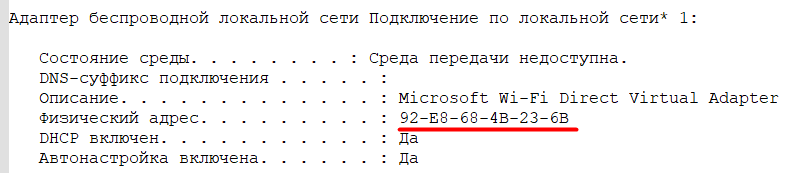 Адаптер беспроводной локальной сети Подключение по локальной сети* 1:
Состояние среды. . . . . . . . : Среда передачи недоступна.
DNS-суффикс подключения . . . . . :
Описание. . . . . . . . . . . . . : Microsoft Wi-Fi Direct Virtual Adapter
Физический адрес. . . . . . . . . : 92-E8-68-4B-23-6B
DHCP включен. . . . . . . . . . . : Да
Автонастройка включена. . . . . . : Да